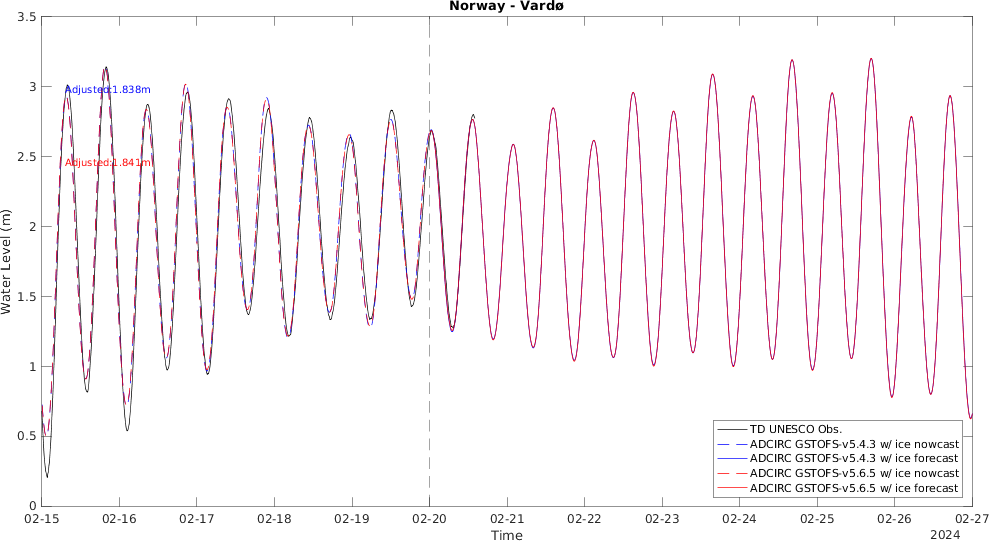 Norway - Vardø
3.5
3
2.5
2
1.5
1
0.5
0
Water Level (m)
Adjusted:1.838m
Adjusted:1.841m
TD UNESCO Obs.
ADCIRC GSTOFS-v5.4.3 w/ ice nowcast
ADCIRC GSTOFS-v5.4.3 w/ ice forecast
ADCIRC GSTOFS-v5.6.5 w/ ice nowcast
ADCIRC GSTOFS-v5.6.5 w/ ice forecast
02-15 02-16 02-17 02-18 02-19 02-20 02-21 02-22 02-23 02-24 02-25 02-26 02-27
Time
2024